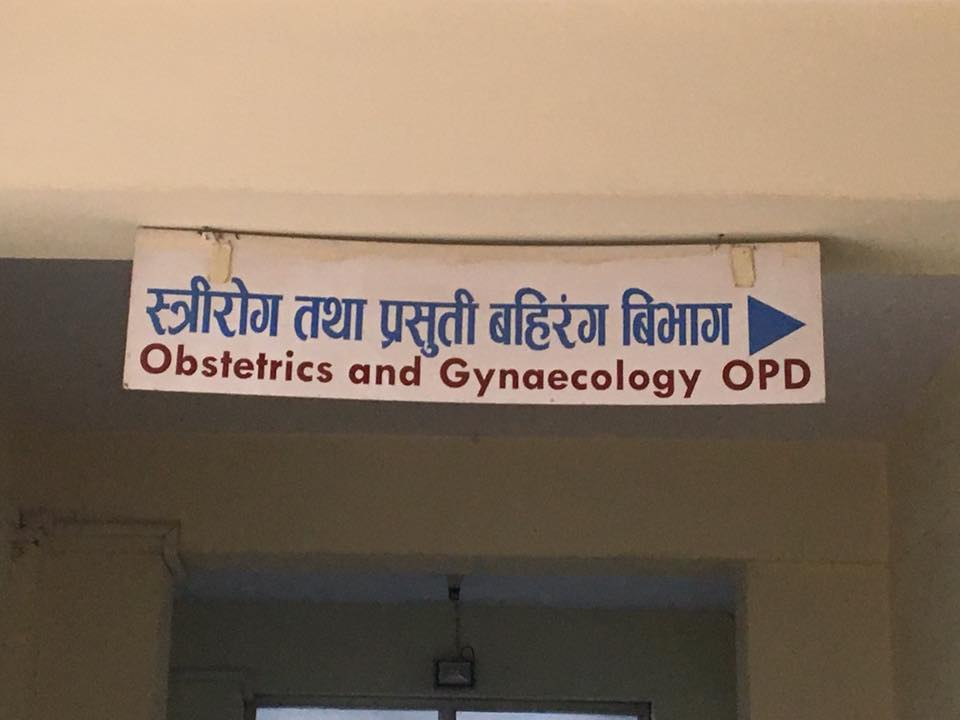 स्त्रीरोग तथा प्रसुती बहिरंग बिभाग
Obstetrics and Gynaecology OPD